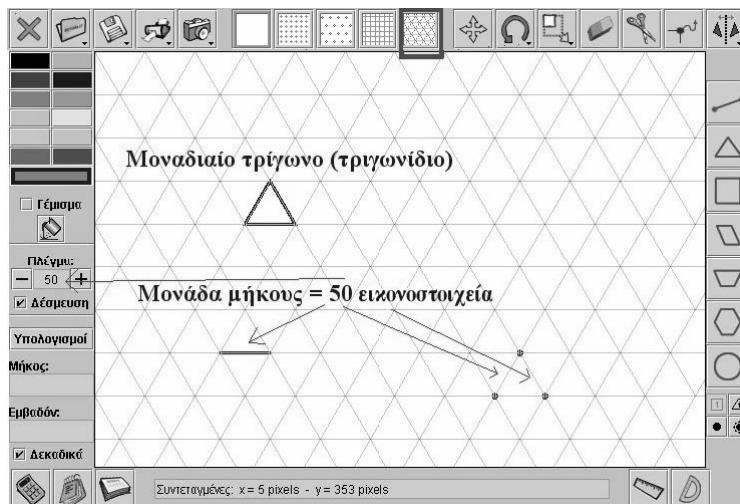 Μοναδιαίο τρίγωνο (τριγωνίδιο)
Γέμισμα
Πλέγμα:
50
Δέσμευση
Μονάδα μήκους = 50 εικονοστοιχεία
Υπολογισμοί
Μήκος:
Εμβαδόν:
Δεκαδικά
Συντεταγμένες: x = 5 pixels - y = 353 pixels